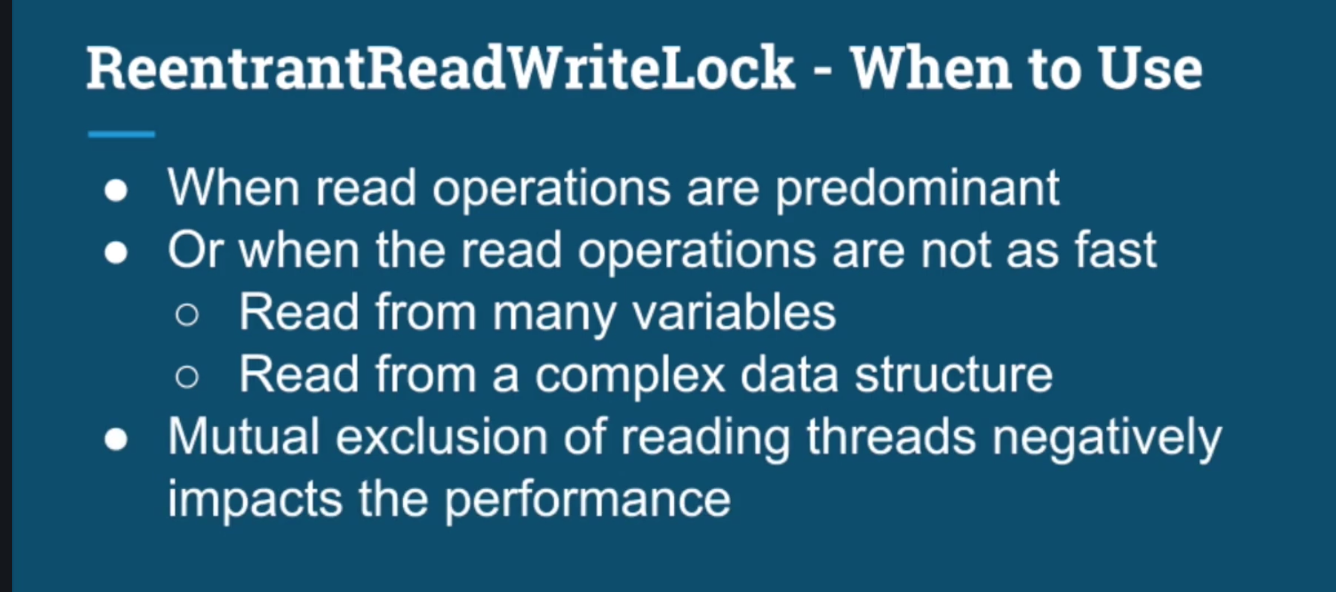 ReentrantReadWriteLock - When to Use
● When read operations are predominant
● Or when the read operations are not as fast
○ Read from many variables
○ Read from a complex data structure
● Mutual exclusion of reading threads negatively
impacts the performance